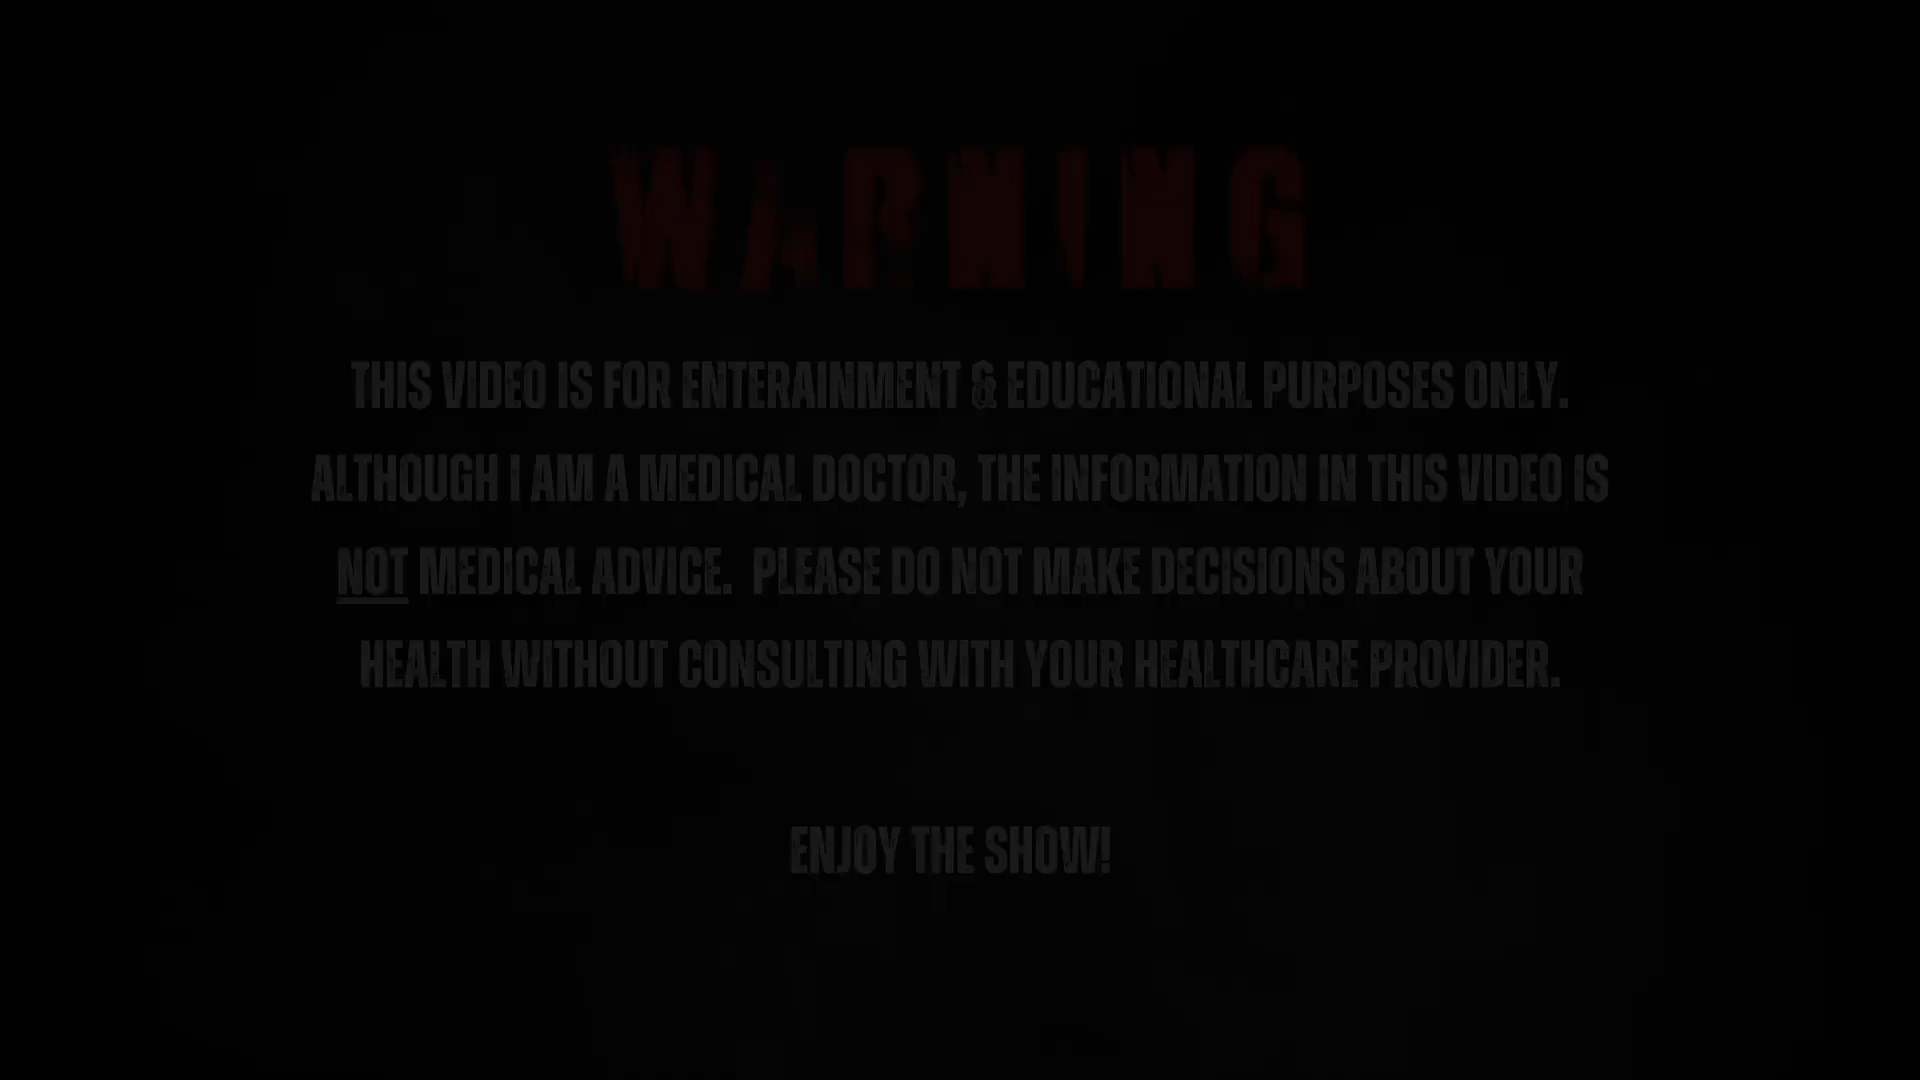 WARNING
THIS VIDEO IS FOR ENTERAINMENT & EDUCATIONAL PURPOSES ONLY.
ALTHOUGH I AM A MEDICAL DOCTOR, THE INFORMATION IN THIS VIDEO IS
NOT MEDICAL ADVICE. PLEASE DO NOT MAKE DECISIONS ABOUT YOUR
HEALTH WITHOUT CONSULTING WITH YOUR HEALTHCARE PROVIDER.
ENJOY THE SHOW!